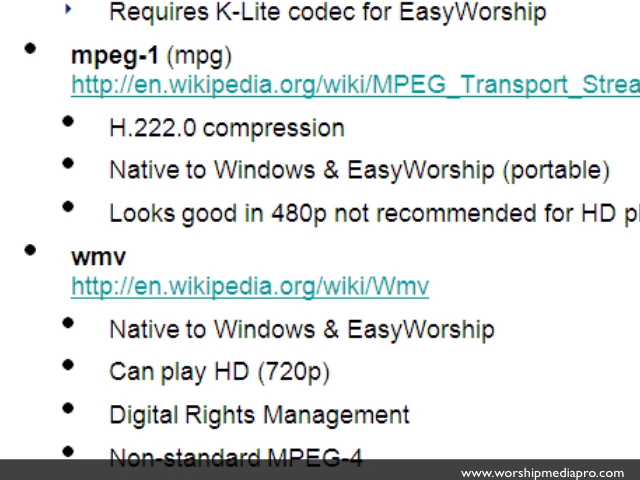 Requires K-Lite codec for EasyWorship
mpeg-1 (mpg)
http://en.wikipedia.org/wiki/MPEG_Transport_Strea
H.222.0 compression
Native to Windows & EasyWorship (portable)
Looks good in 480p not recommended for HD pl
wmv
http://en.wikipedia.org/wiki/Wmv
Native to Windows & EasyWorship
Can play HD (720p)
Digital Rights Management
Non-standard MPEG-4
www.worshipmediapro.com